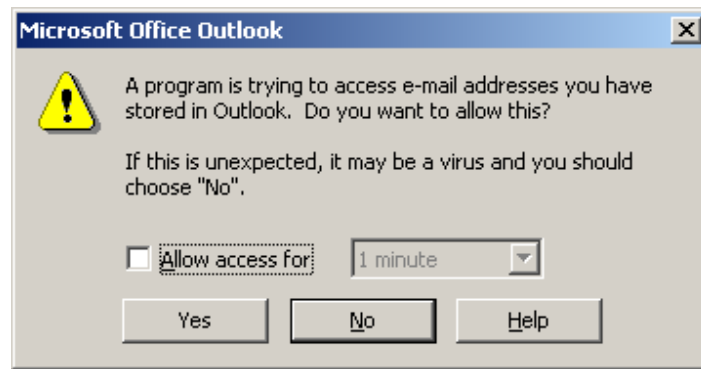 Microsoft Office Outlook
A program is trying to access e-mail addresses you have
stored in Outlook. Do you want to allow this?
If this is unexpected, it may be a virus and you should
choose "No".
Allow access for 1 minute
Yes No Help